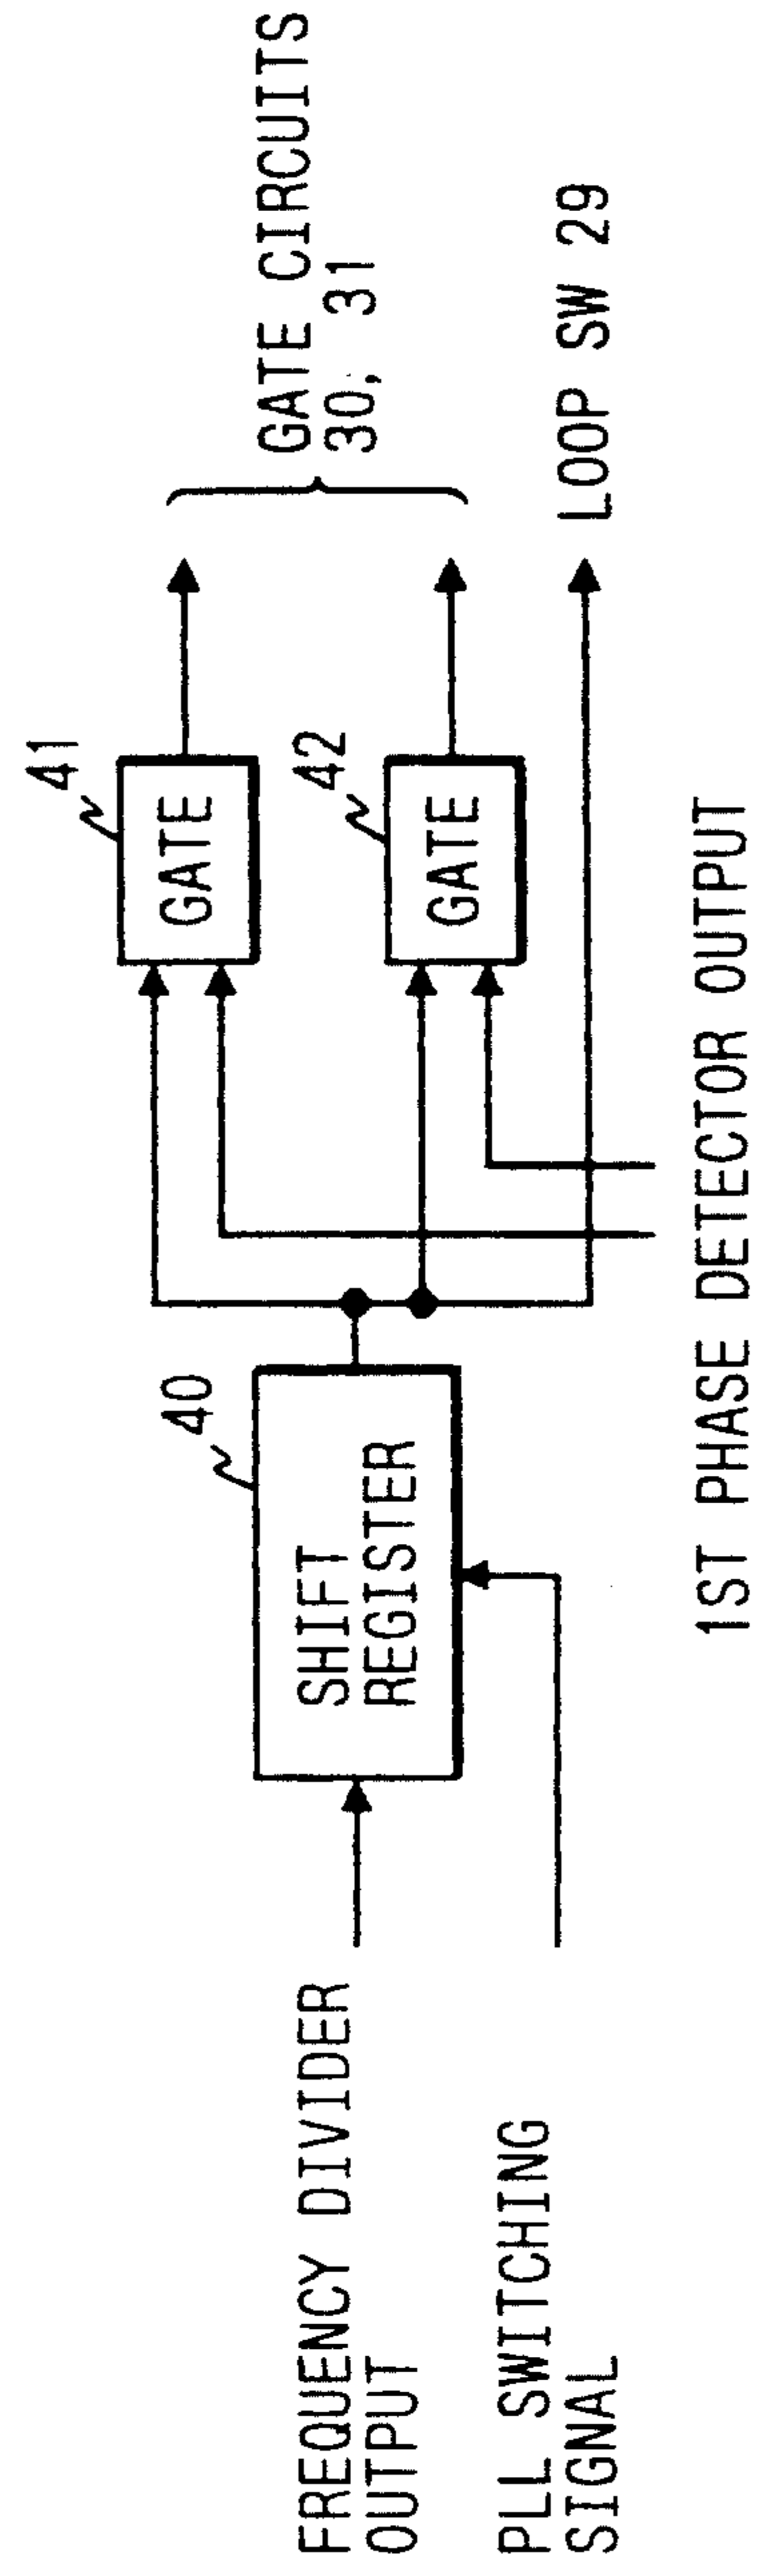 FREQUENCY DIVIDER
OUTPUT
PLL SWITCHING
SIGNAL
40
SHIFT
REGISTER
41
GATE
42
GATE
GATE CIRCUITS
30, 31
LOOP SW 29
1ST PHASE DETECTOR OUTPUT